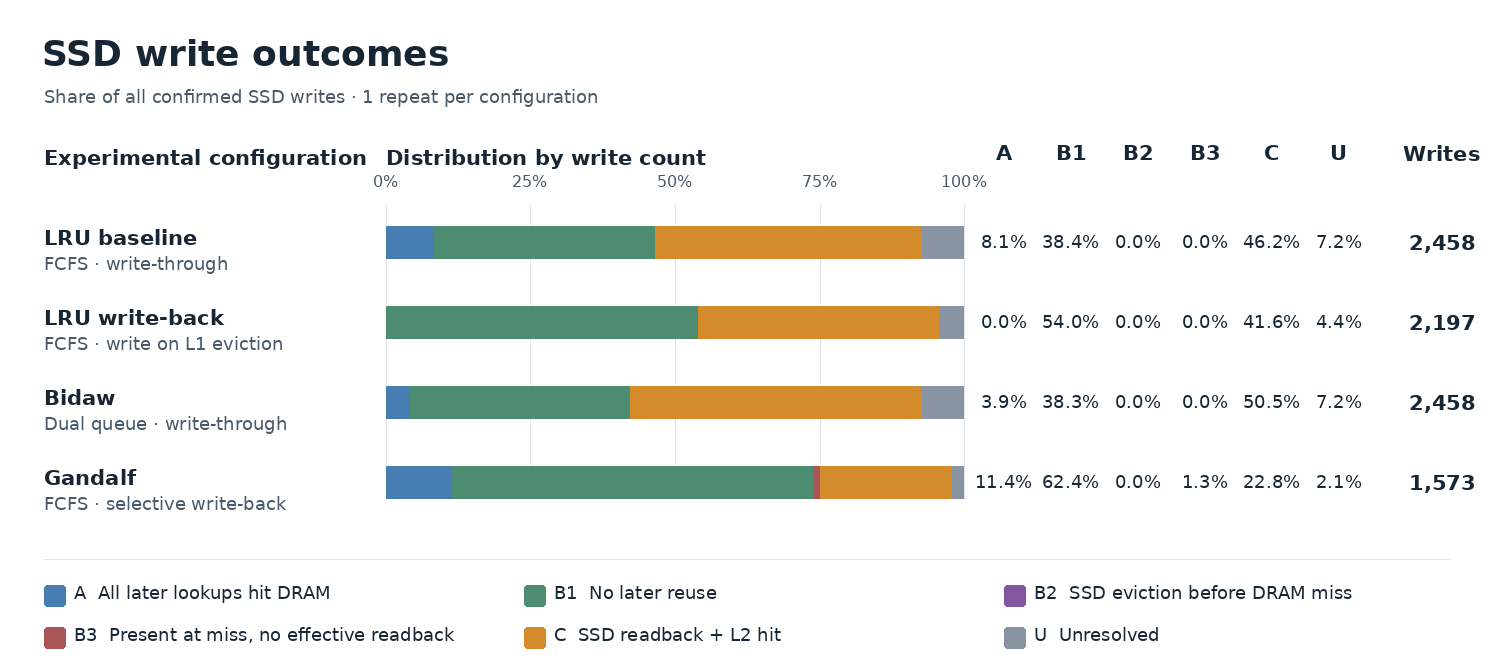 SSD write outcomes
Share of all confirmed SSD writes · 1 repeat per configuration
Experimental configuration Distribution by write count A B1 B2 B3 C U Writes
0% 25% 50% 75% 100%
LRU baseline
FCFS · write-through
8.1% 38.4% 0.0% 0.0% 46.2% 7.2% 2,458
LRU write-back
FCFS · write on L1 eviction
0.0% 54.0% 0.0% 0.0% 41.6% 4.4% 2,197
Bidaw
Dual queue · write-through
3.9% 38.3% 0.0% 0.0% 50.5% 7.2% 2,458
Gandalf
FCFS · selective write-back
11.4% 62.4% 0.0% 1.3% 22.8% 2.1% 1,573
A All later lookups hit DRAM
B1 No later reuse
B2 SSD eviction before DRAM miss
B3 Present at miss, no effective readback
C SSD readback + L2 hit
U Unresolved